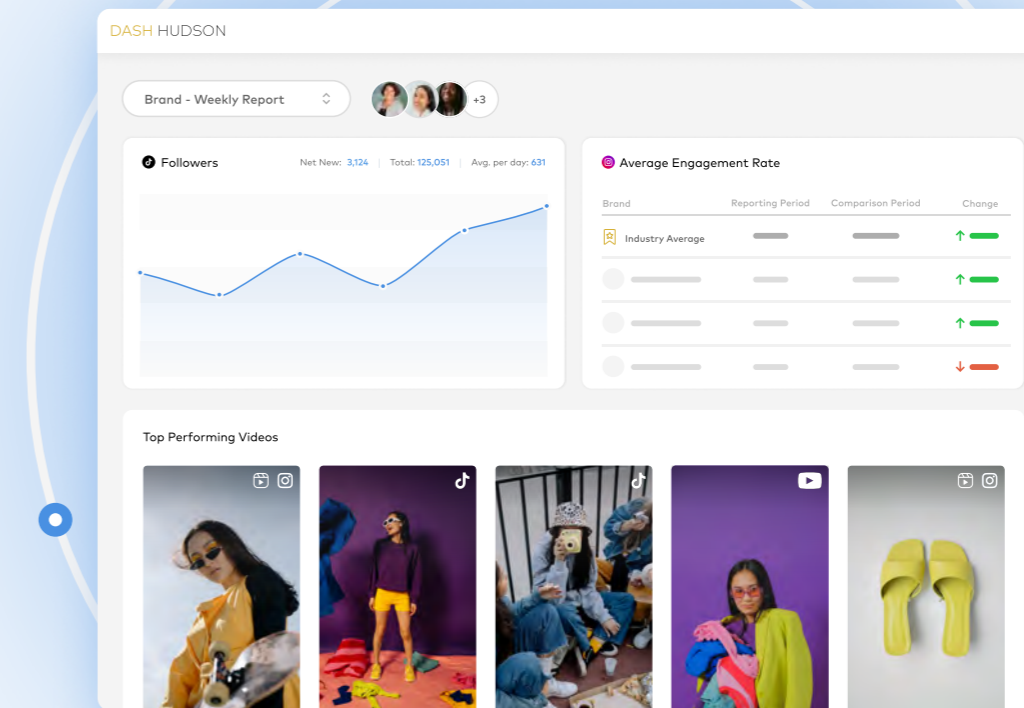 DASH HUDSON
Brand - Weekly Report
+3
Followers
Net New: 3,124
Total: 125,051
Avg. per day: 631
Average Engagement Rate
Brand Reporting Period Comparison Period Change
Industry Average
Top Performing Videos